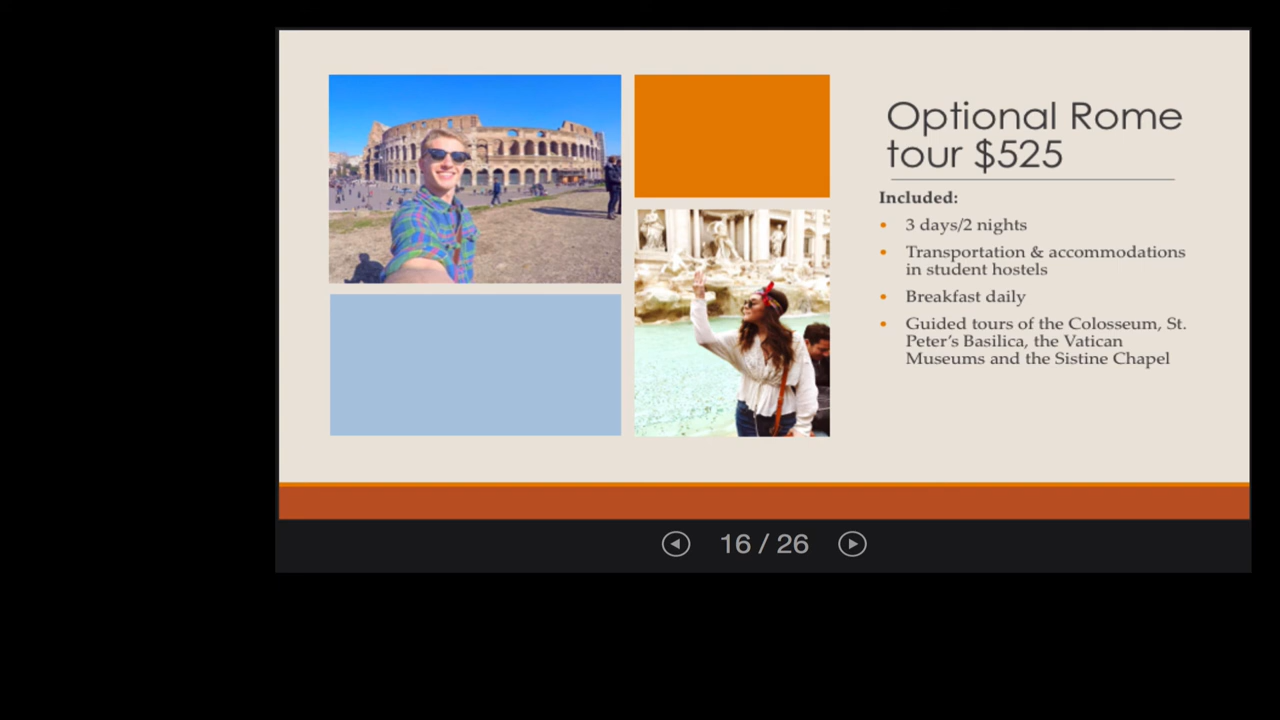 Optional Rome
tour $525
Included:
• 3 days/2 nights
• Transportation & accommodations
in student hostels
• Breakfast daily
• Guided tours of the Colosseum, St.
Peter's Basilica, the Vatican
Museums and the Sistine Chapel
16 / 26